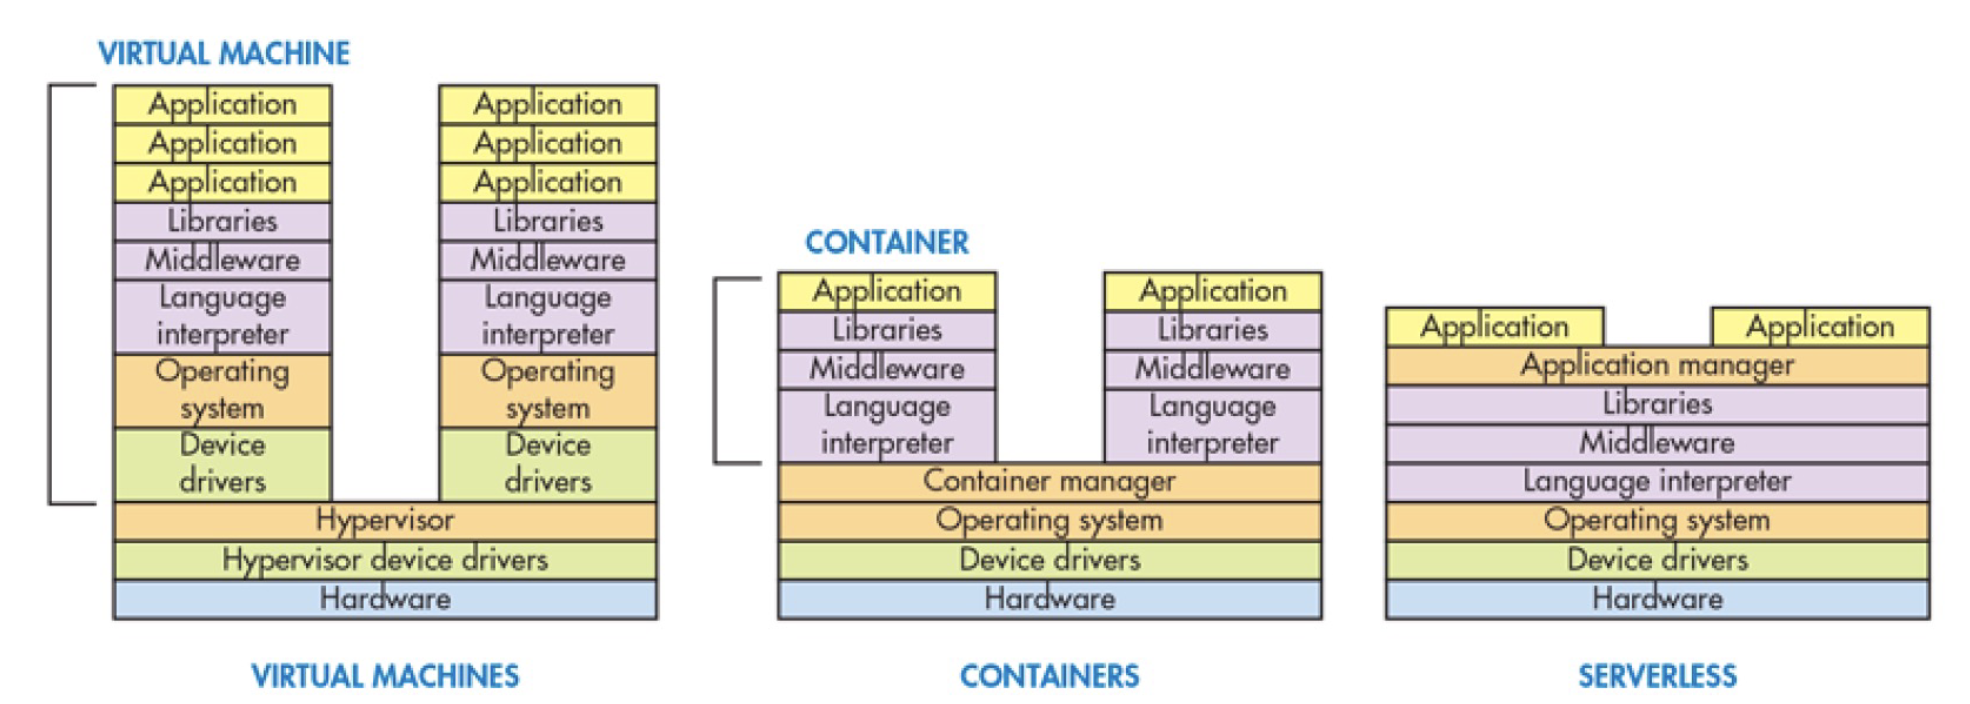 VIRTUAL MACHINE
Application
Application
Application
Libraries
Middleware
Language
interpreter
Operating
system
Device
drivers
Application
Application
Application
Libraries
Middleware
Language
interpreter
Operating
system
Device
drivers
Hypervisor
Hypervisor device drivers
Hardware
VIRTUAL MACHINES
CONTAINER
Application
Libraries
Middleware
Language
interpreter
Application
Libraries
Middleware
Language
interpreter
Container manager
Operating system
Device drivers
Hardware
CONTAINERS
Application
Application
Application manager
Libraries
Middleware
Language interpreter
Operating system
Device drivers
Hardware
SERVERLESS